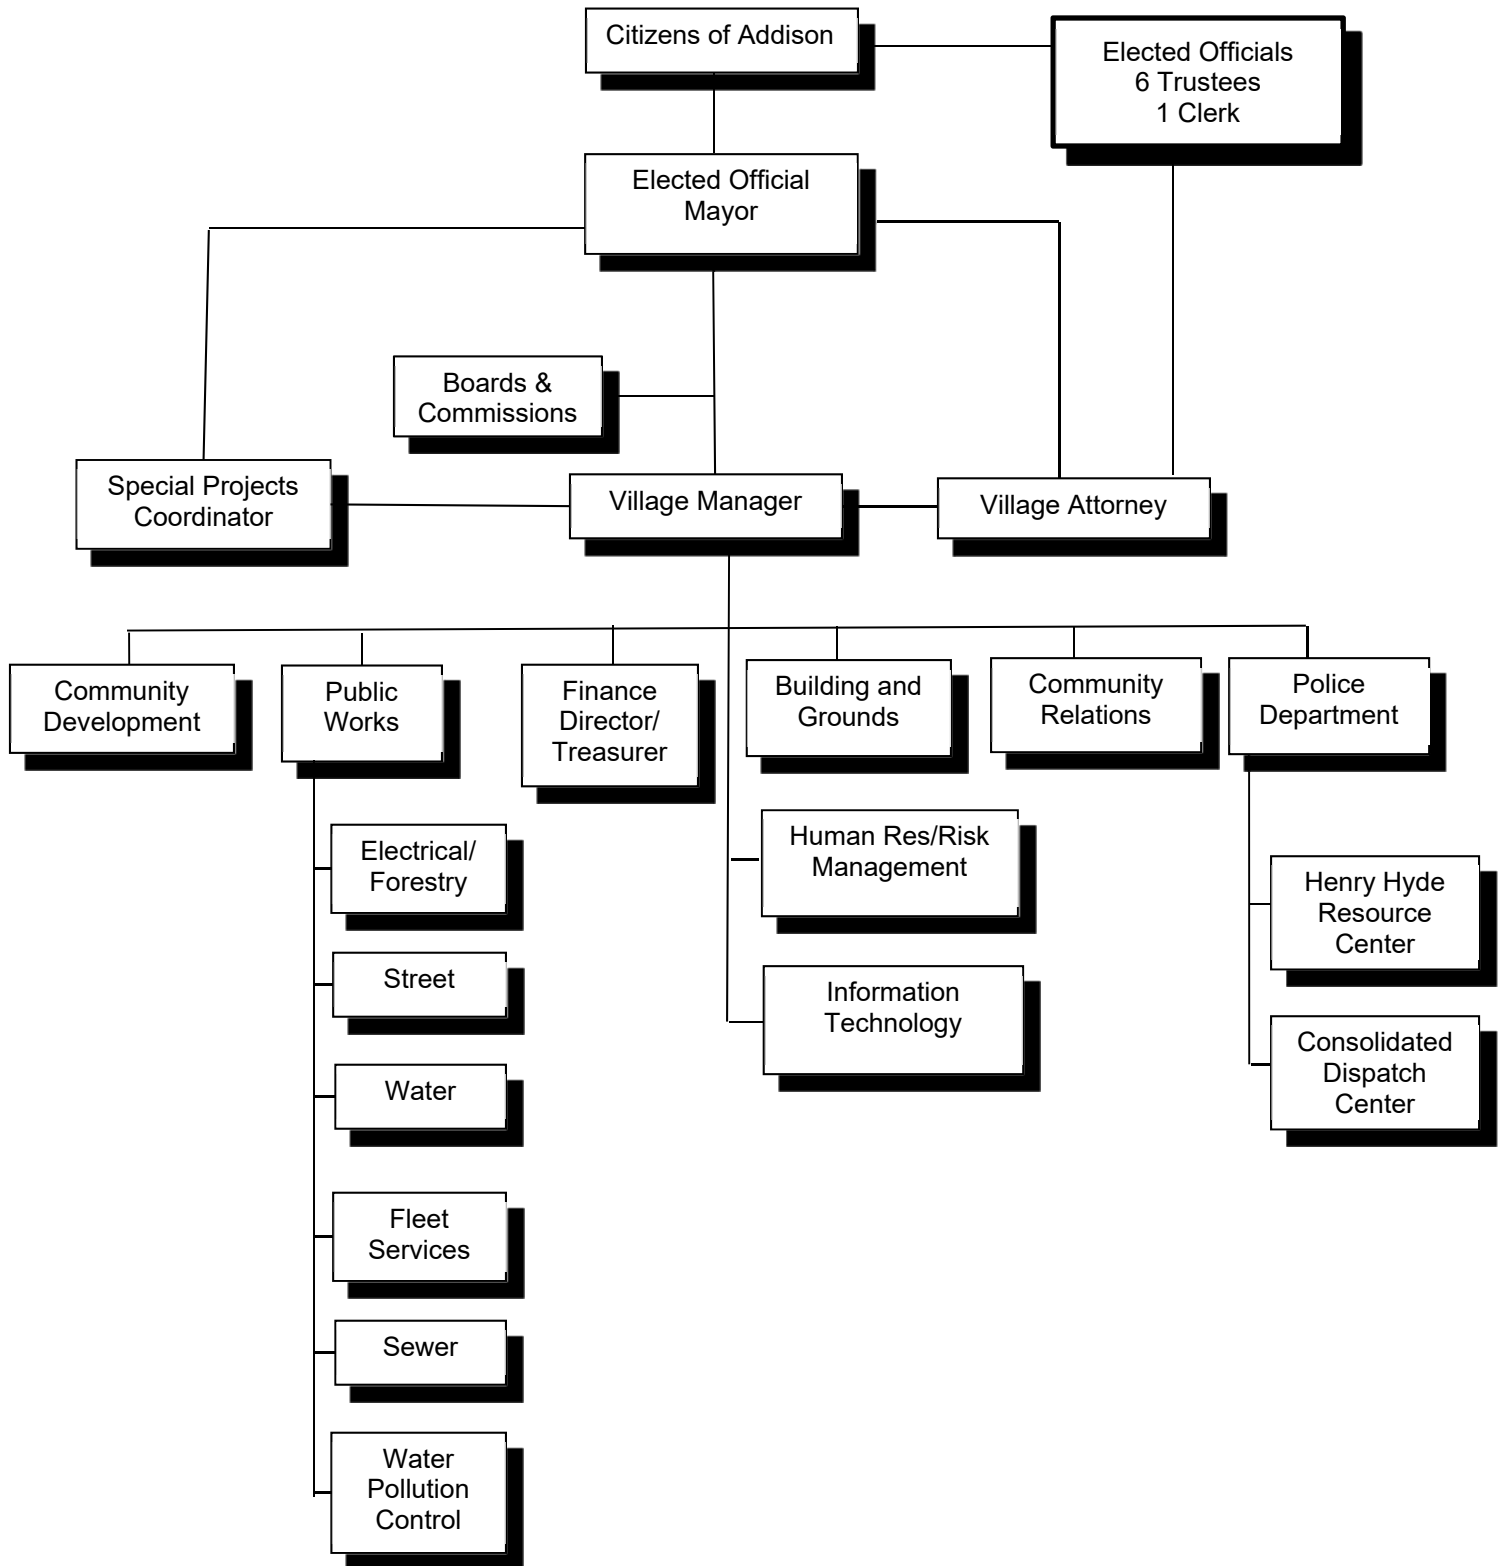 Citizens of Addison
Elected Officials
6 Trustees
1 Clerk
Elected Official
Mayor
Boards &
Commissions
Special Projects
Coordinator
Village Manager
Village Attorney
Community
Development
Public
Works
Finance
Director/
Treasurer
Building and
Grounds
Community
Relations
Police
Department
Electrical/
Forestry
Street
Water
Fleet
Services
Sewer
Water
Pollution
Control
Human Res/Risk
Management
Information
Technology
Henry Hyde
Resource
Center
Consolidated
Dispatch
Center